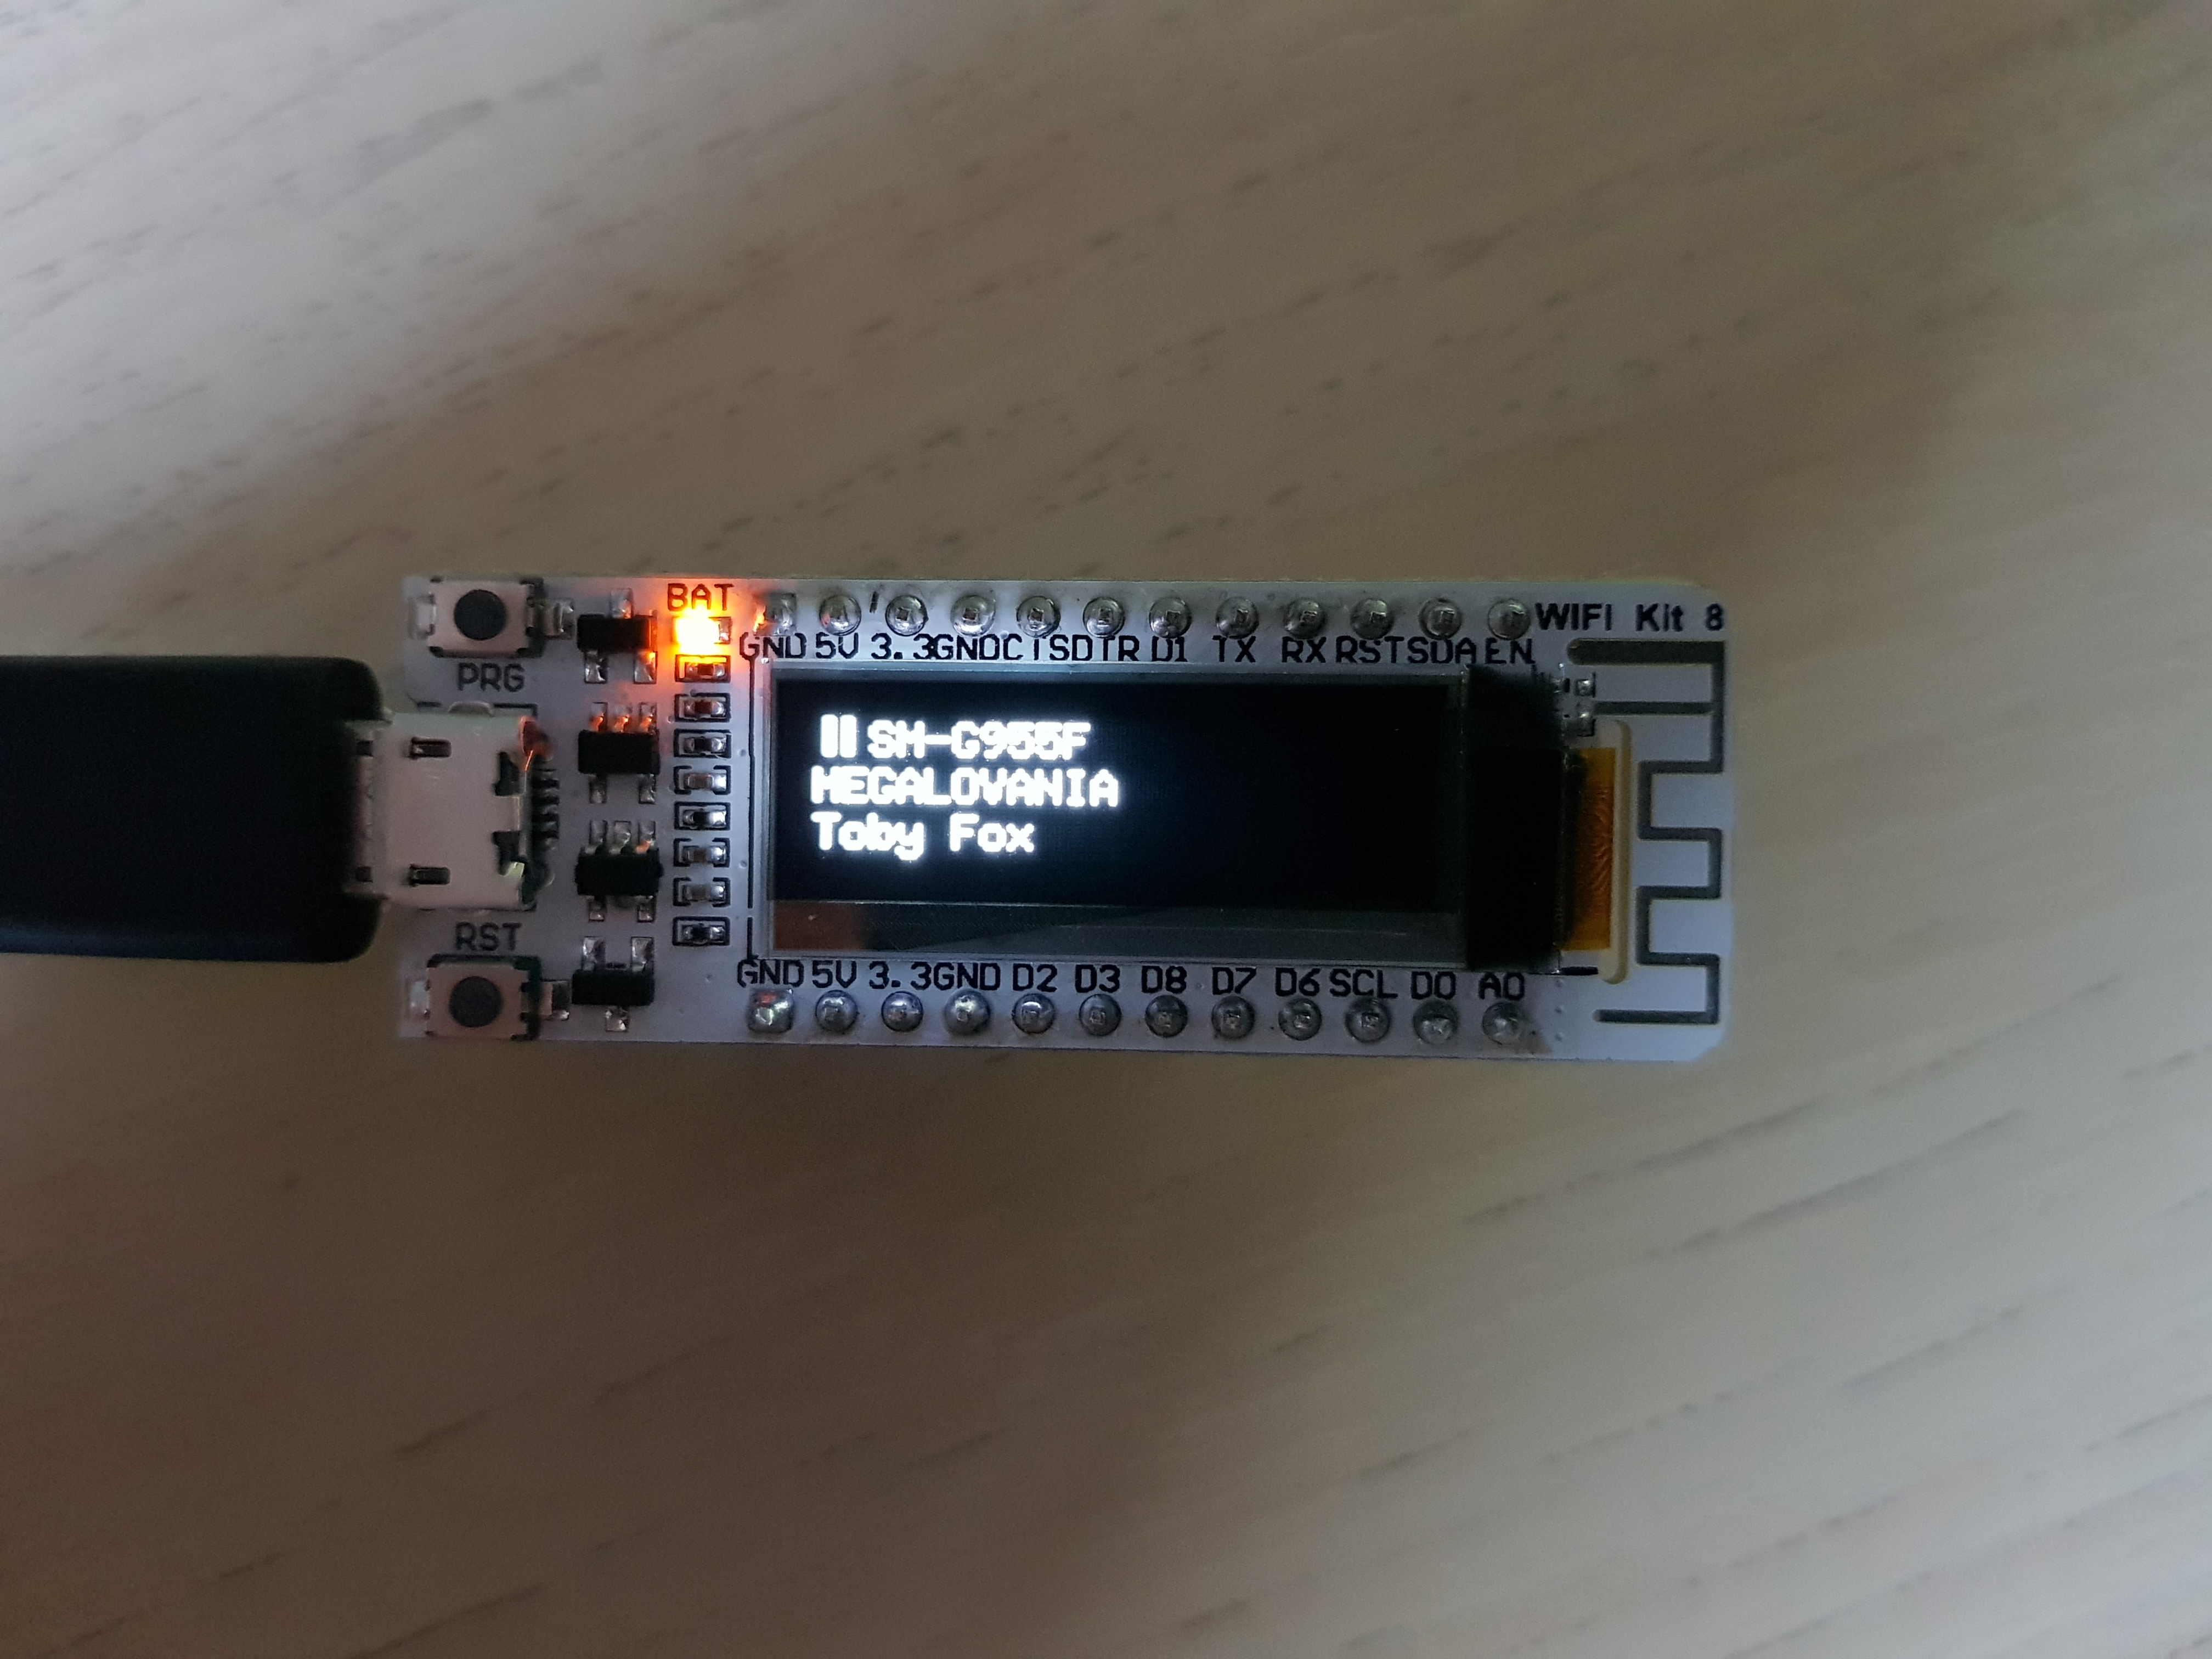 BAT
WIFI Kit 8
GND 5V 3.3 GND CTS DTR D1 TX RX RST SDA EN
PRG
SM-G955F
MEGALOVANIA
Toby Fox
RST
GND 5V 3.3 GND D2 D3 D8 D7 D6 SCL D0 A0